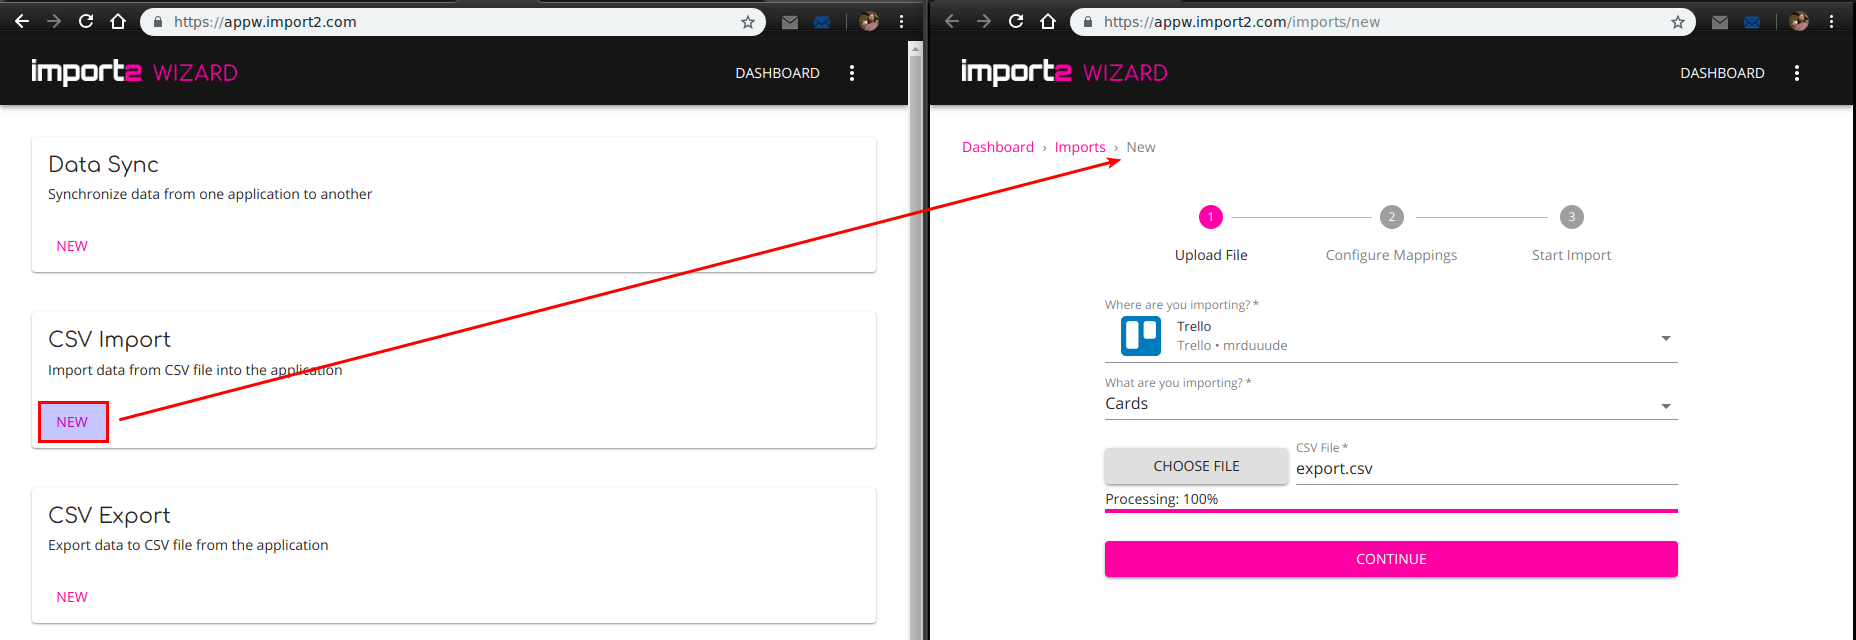 https://appw.import2.com
import2 WIZARD
DASHBOARD
Data Sync
Synchronize data from one application to another
NEW
CSV Import
Import data from CSV file into the application
NEW
CSV Export
Export data to CSV file from the application
NEW
https://appw.import2.com/imports/new
import2 WIZARD
DASHBOARD
Dashboard › Imports › New
1 2 3
Upload File Configure Mappings Start Import
Where are you importing? *
Trello
Trello • mrduuude
What are you importing? *
Cards
CSV File *
CHOOSE FILE export.csv
Processing: 100%
CONTINUE